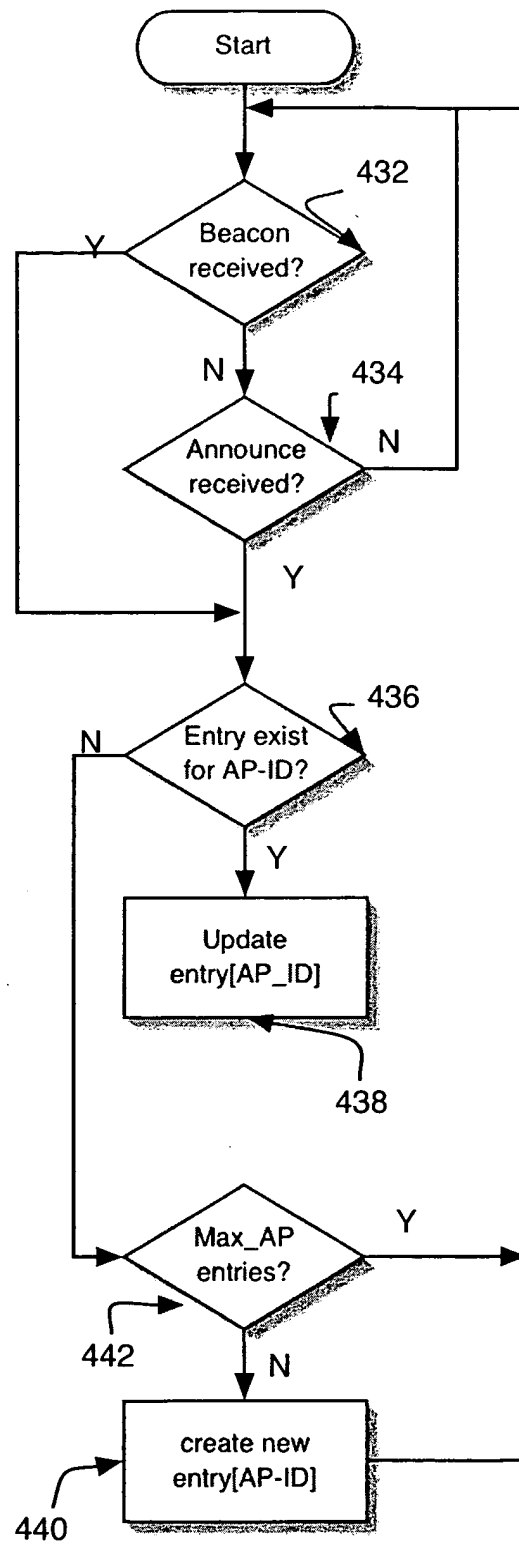 Start
432
Beacon
received?
Y
N
434
Announce
received?
N
Y
436
Entry exist
for AP-ID?
N
Y
Update
entry[AP_ID]
438
Max_AP
entries?
Y
442
N
create new
entry[AP-ID]
440